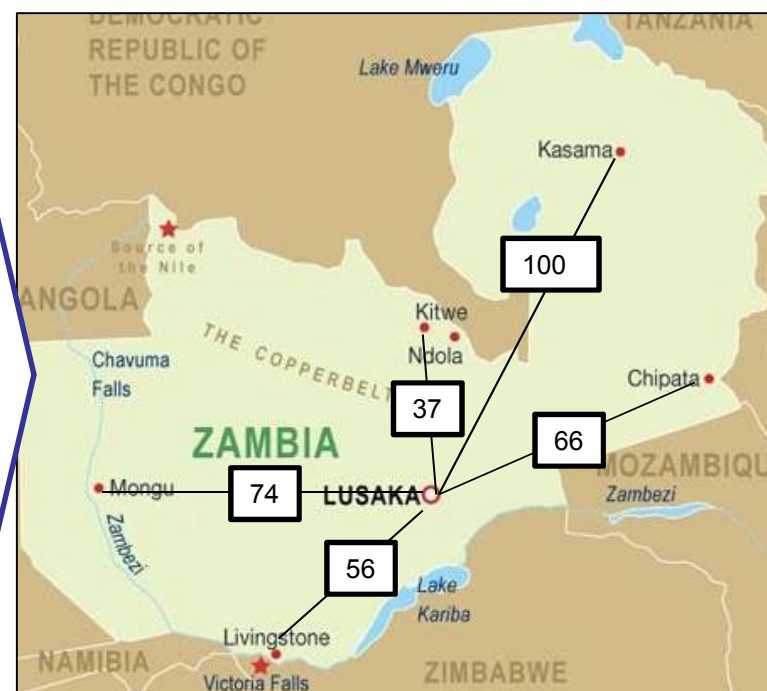 DEMOCRATIC
REPUBLIC OF
THE CONGO
TANZANIA
Lake Mweru
Kasama
Source of
the Nile
100
ANGOLA
Kitwe
THE COPPERBELT
Ndola
Chavuma
Falls
Chipata
37
ZAMBIA
66
MOZAMBIQU
Mongu
74
LUSAKA
Zambezi
Zambezi
56
Lake
Kariba
Livingstone
NAMIBIA
ZIMBABWE
Victoria Falls